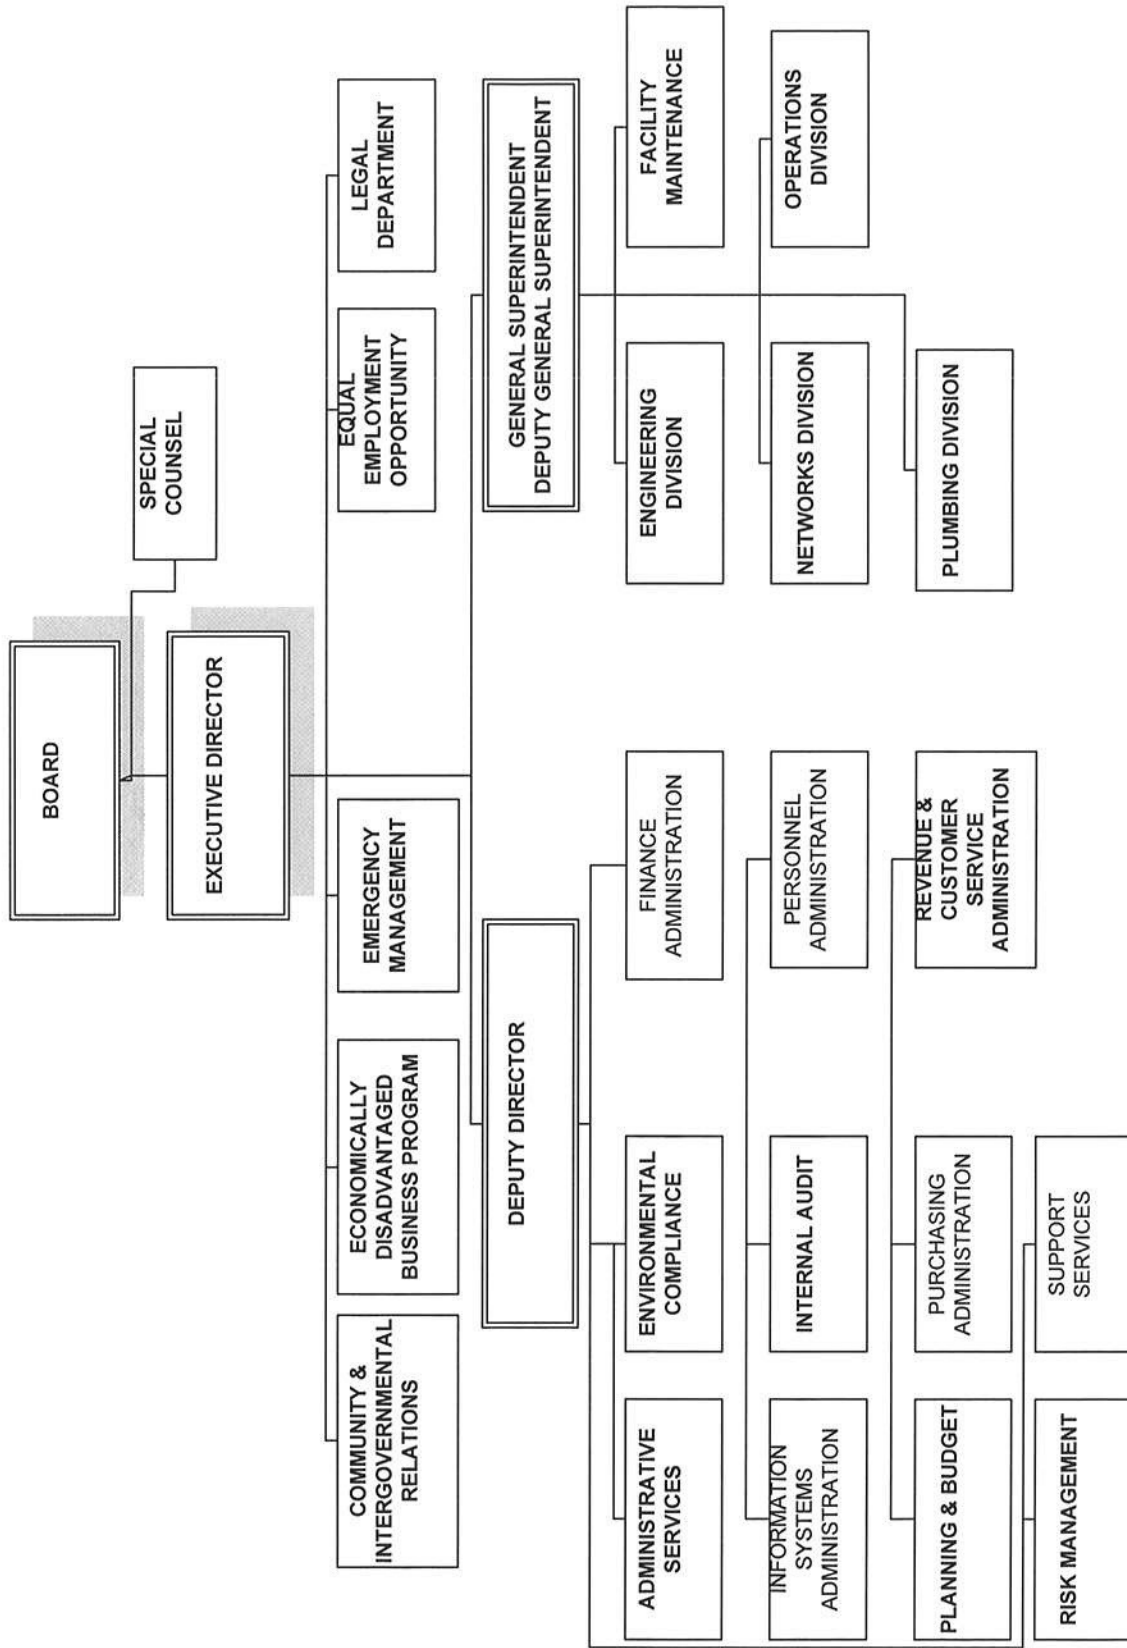 BOARD
SPECIAL
COUNSEL
EXECUTIVE DIRECTOR
COMMUNITY &
INTERGOVERNMENTAL
RELATIONS
ECONOMICALLY
DISADVANTAGED
BUSINESS PROGRAM
EMERGENCY
MANAGEMENT
EQUAL
EMPLOYMENT
OPPORTUNITY
LEGAL
DEPARTMENT
DEPUTY DIRECTOR
GENERAL SUPERINTENDENT
DEPUTY GENERAL SUPERINTENDENT
ADMINISTRATIVE
SERVICES
ENVIRONMENTAL
COMPLIANCE
FINANCE
ADMINISTRATION
ENGINEERING
DIVISION
FACILITY
MAINTENANCE
INFORMATION
SYSTEMS
ADMINISTRATION
INTERNAL AUDIT
PERSONNEL
ADMINISTRATION
NETWORKS DIVISION
OPERATIONS
DIVISION
PLANNING & BUDGET
PURCHASING
ADMINISTRATION
REVENUE &
CUSTOMER
SERVICE
ADMINISTRATION
PLUMBING DIVISION
RISK MANAGEMENT
SUPPORT
SERVICES